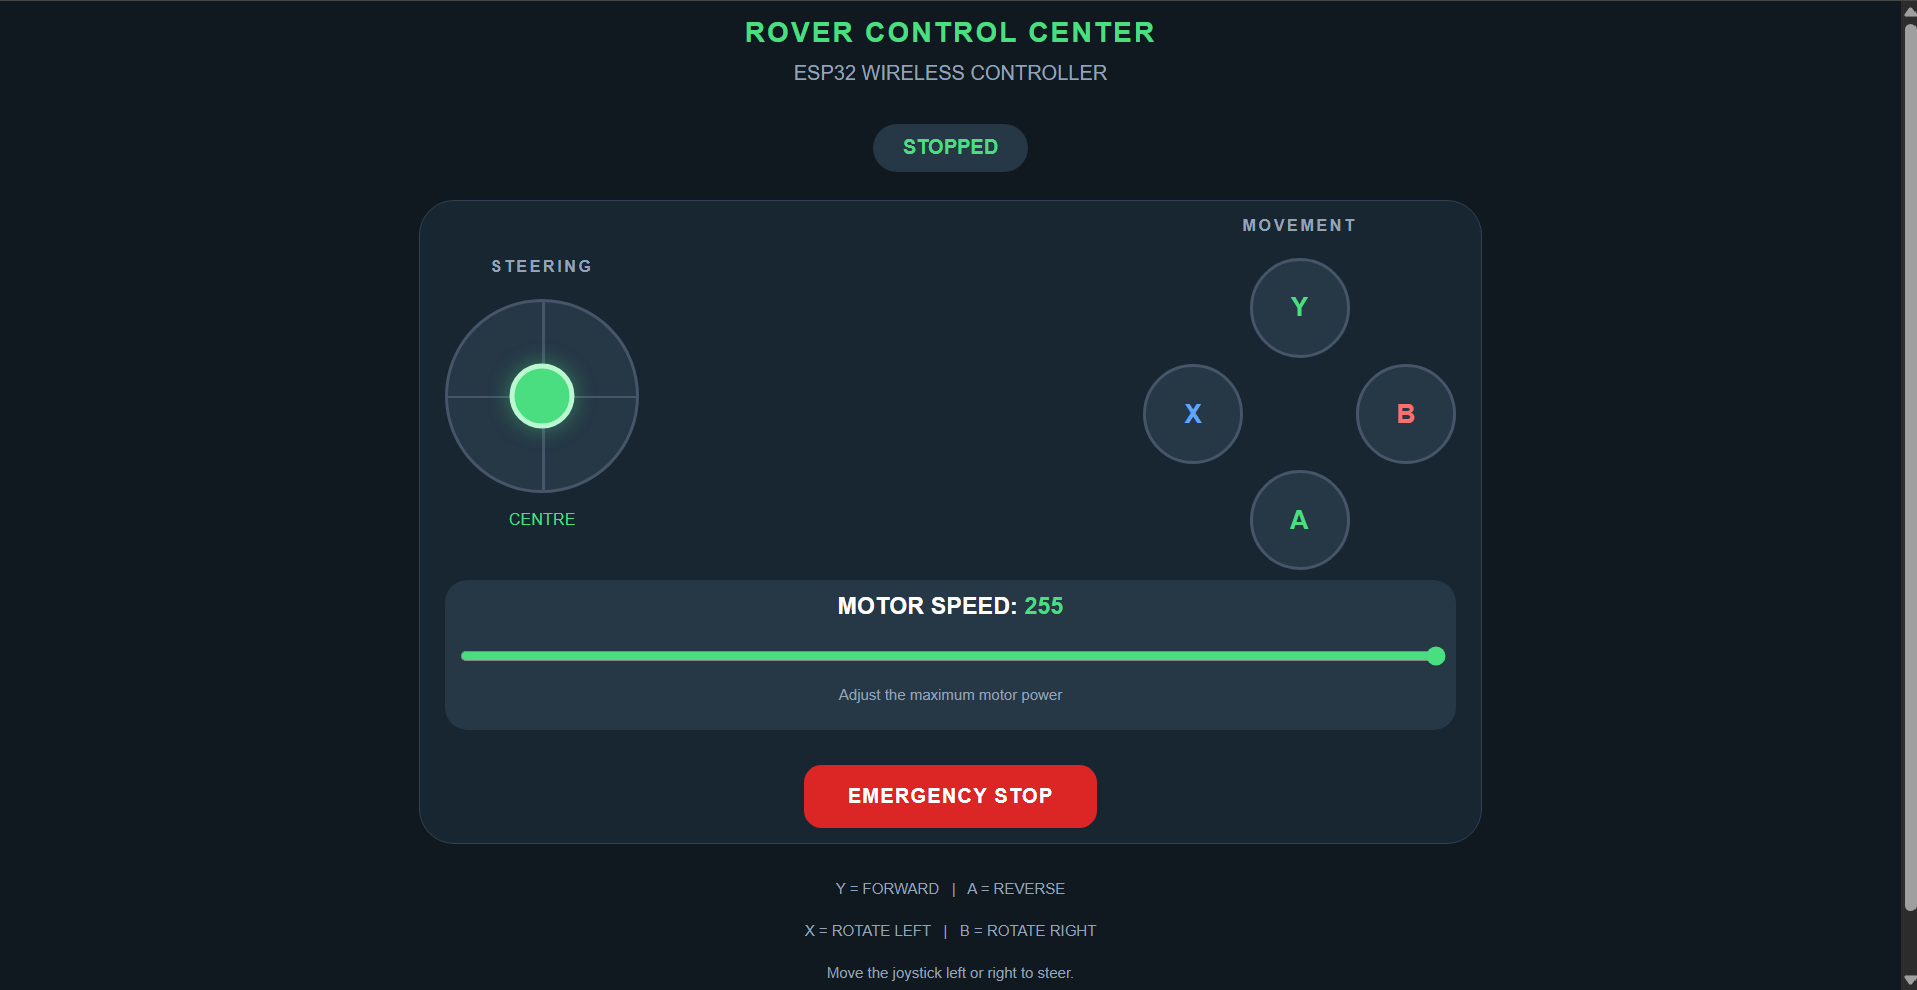 ROVER CONTROL CENTER
ESP32 WIRELESS CONTROLLER
STOPPED
STEERING
CENTRE
MOVEMENT
Y
X
B
A
MOTOR SPEED: 255
Adjust the maximum motor power
EMERGENCY STOP
Y = FORWARD | A = REVERSE
X = ROTATE LEFT | B = ROTATE RIGHT
Move the joystick left or right to steer.